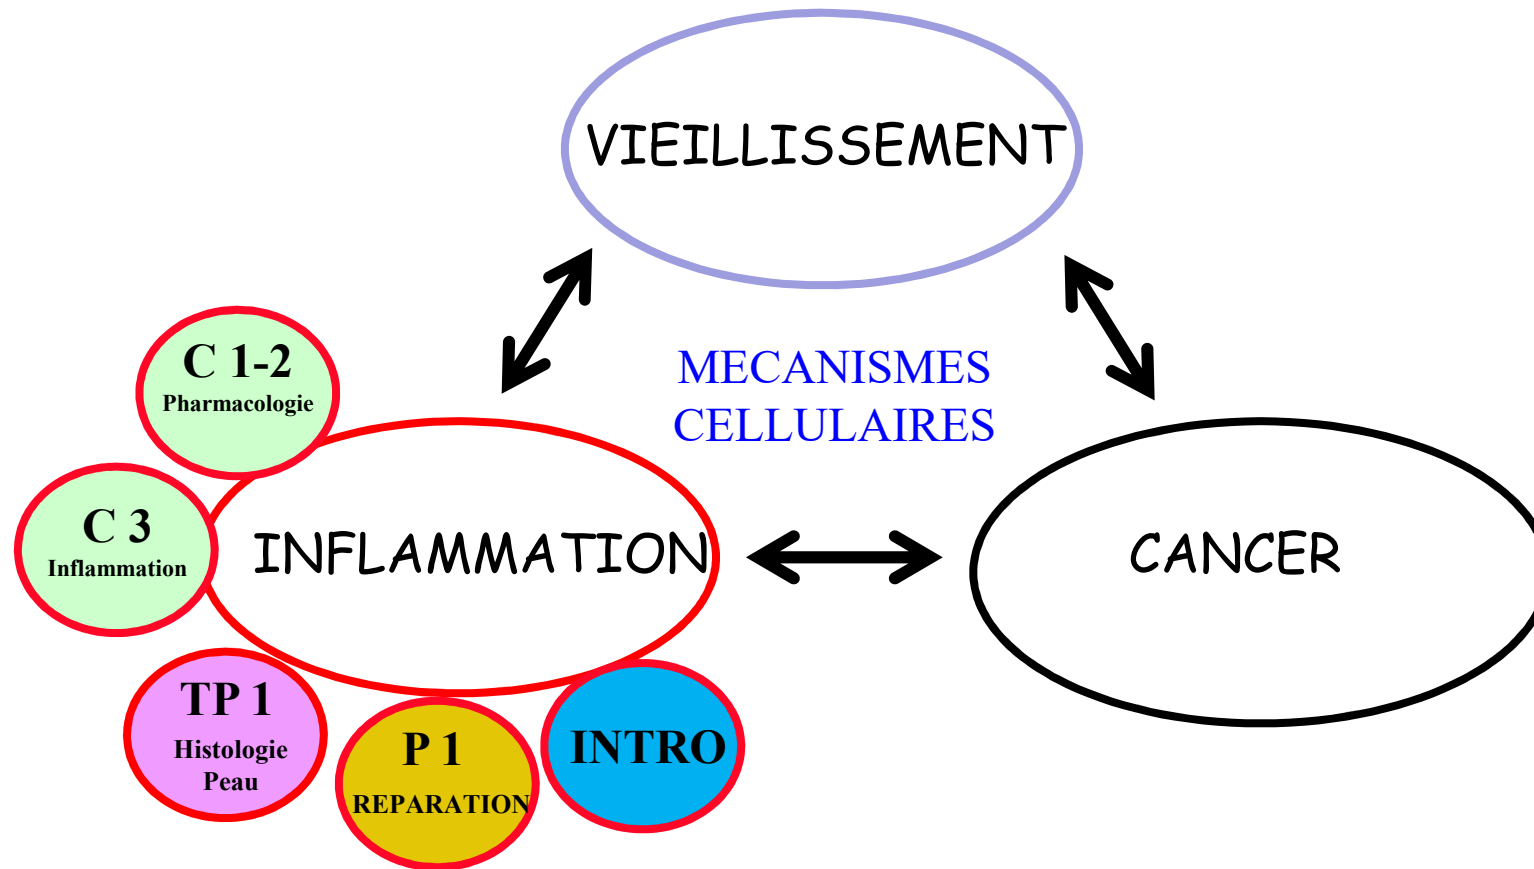 VIEILLISSEMENT
MECANISMES
CELLULAIRES
C 1-2
Pharmacologie
C 3
Inflammation
INFLAMMATION
CANCER
TP 1
Histologie
Peau
P 1
REPARATION
INTRO